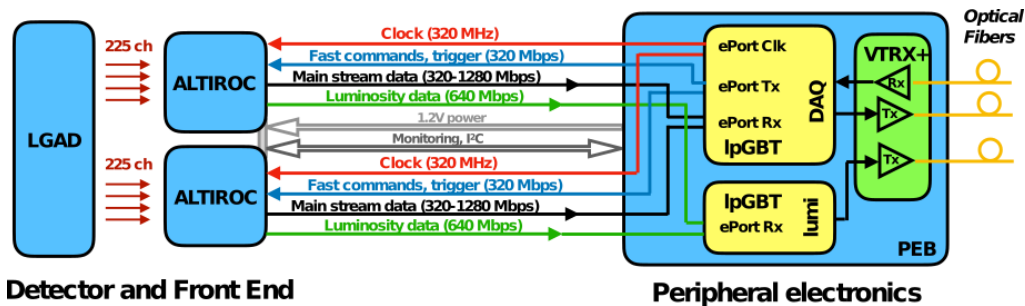 Optical
Fibers
Clock (320 MHz)
ePort Clk
VTRX+
225 ch
Fast commands, trigger (320 Mbps)
ALTIROC
Main stream data (320-1280 Mbps)
ePort Tx
DAQ
Rx
Luminosity data (640 Mbps)
1.2V power
ePort Rx
Tx
LGAD
Monitoring, I²C
lpGBT
225 ch
Clock (320 MHz)
Tx
Fast commands, trigger (320 Mbps)
ALTIROC
Main stream data (320-1280 Mbps)
lpGBT
lumi
Luminosity data (640 Mbps)
ePort Rx
PEB
Detector and Front End
Peripheral electronics